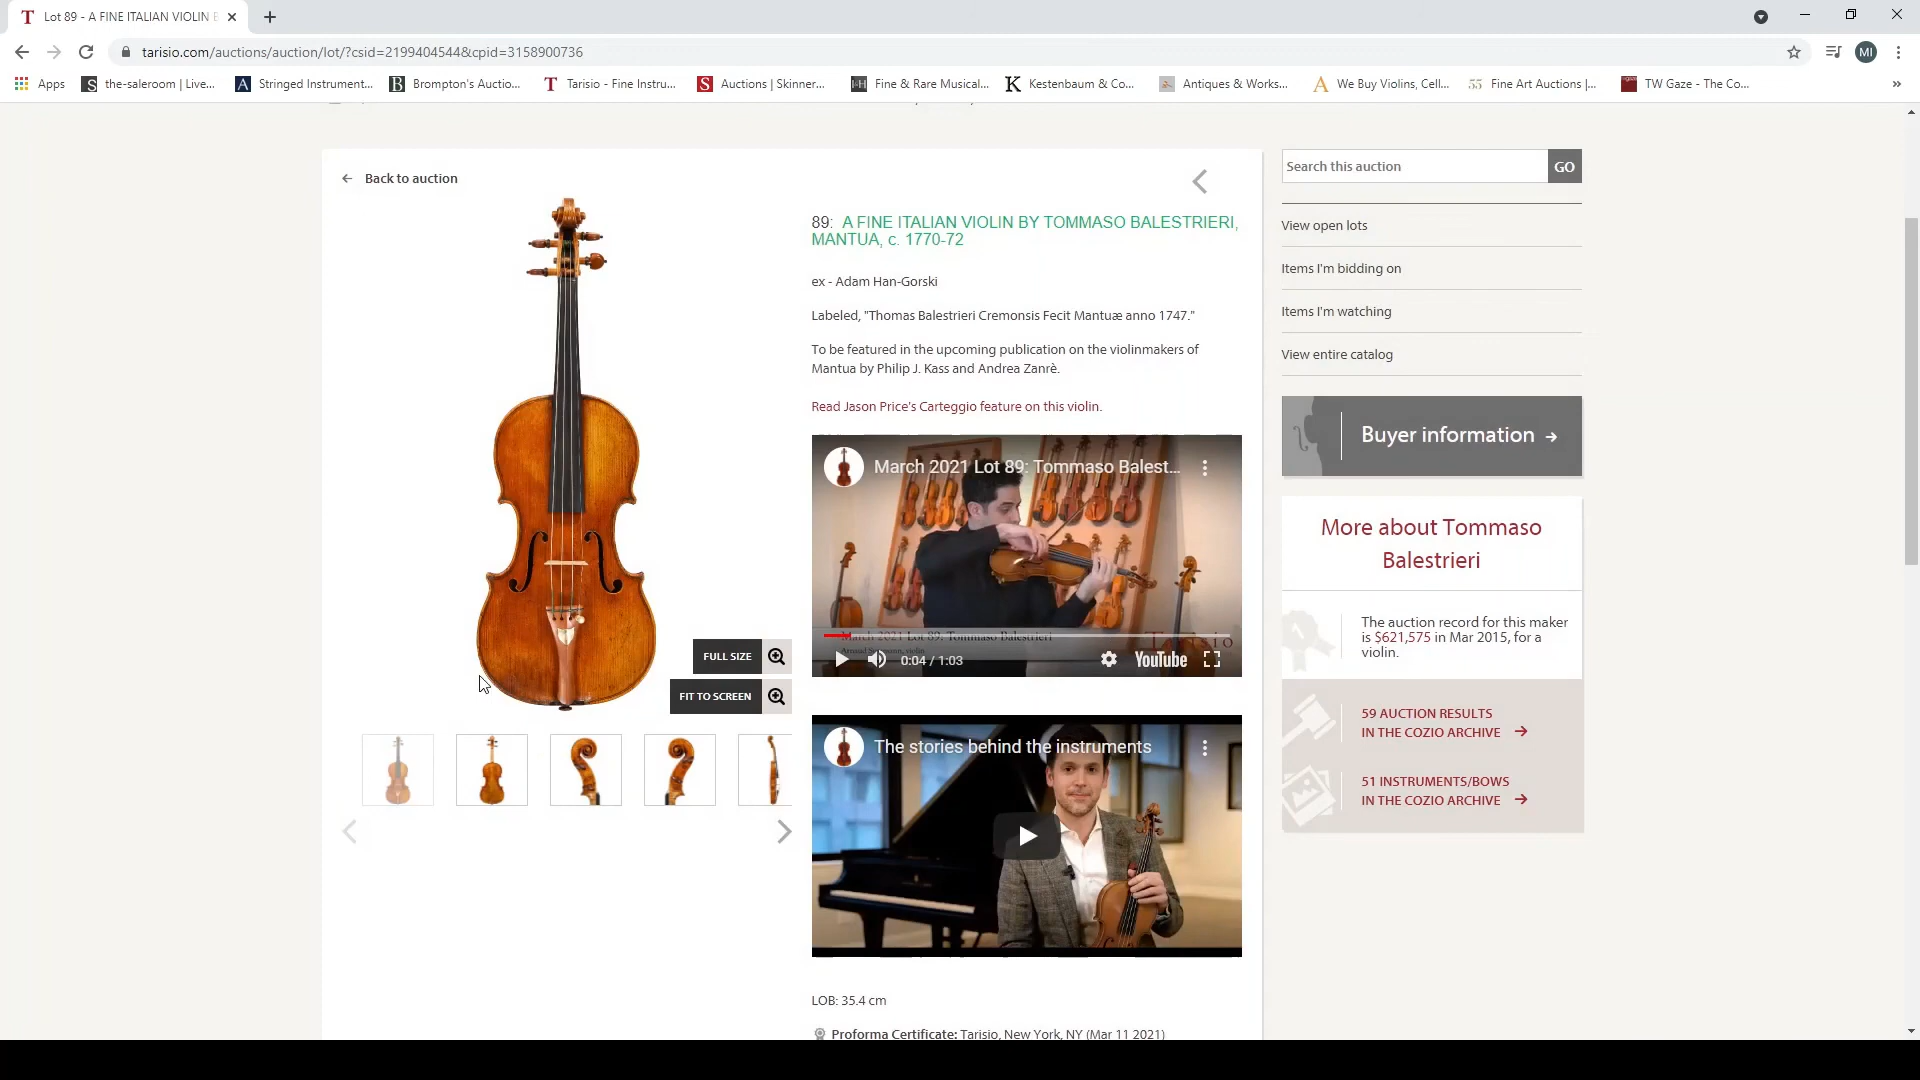 Lot 89 - A FINE ITALIAN VIOLIN B
tarisio.com/auctions/auction/lot/?csid=2199404544&cpid=3158900736
MI
Apps
the-saleroom | Live...
Stringed Instrument...
Brompton's Auctio...
Tarisio - Fine Instru...
Auctions | Skinner...
Fine & Rare Musical...
Kestenbaum & Co...
Antiques & Works...
We Buy Violins, Cell...
Fine Art Auctions |...
TW Gaze - The Co...
Back to auction
89: A FINE ITALIAN VIOLIN BY TOMMASO BALESTRIERI,
MANTUA, c. 1770-72
ex - Adam Han-Gorski
Labeled, "Thomas Balestrieri Cremonsis Fecit Mantuæ anno 1747."
To be featured in the upcoming publication on the violinmakers of
Mantua by Philip J. Kass and Andrea Zanrè.
Read Jason Price's Carteggio feature on this violin.
March 2021 Lot 89: Tommaso Balest...
March 2021 Lot 89: Tommaso Balestrieri
Tarisio
0:04 / 1:03
YouTube
FULL SIZE
FIT TO SCREEN
The stories behind the instruments
LOB: 35.4 cm
Proforma Certificate: Tarisio, New York, NY (Mar 11 2021)
Search this auction
GO
View open lots
Items I'm bidding on
Items I'm watching
View entire catalog
Buyer information
More about Tommaso
Balestrieri
The auction record for this maker
is $621,575 in Mar 2015, for a
violin.
59 AUCTION RESULTS
IN THE COZIO ARCHIVE
51 INSTRUMENTS/BOWS
IN THE COZIO ARCHIVE